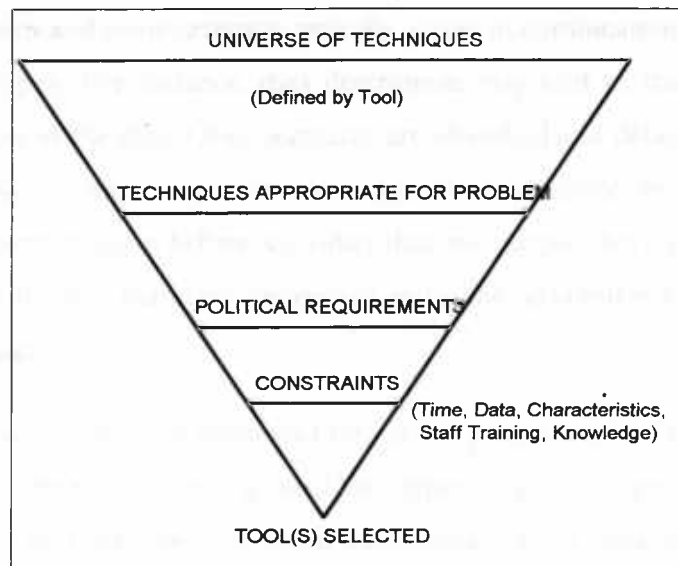 UNIVERSE OF TECHNIQUES
(Defined by Tool)
TECHNIQUES APPROPRIATE FOR PROBLEM
POLITICAL REQUIREMENTS
CONSTRAINTS
(Time, Data, Characteristics,
Staff Training, Knowledge)
TOOL(S) SELECTED